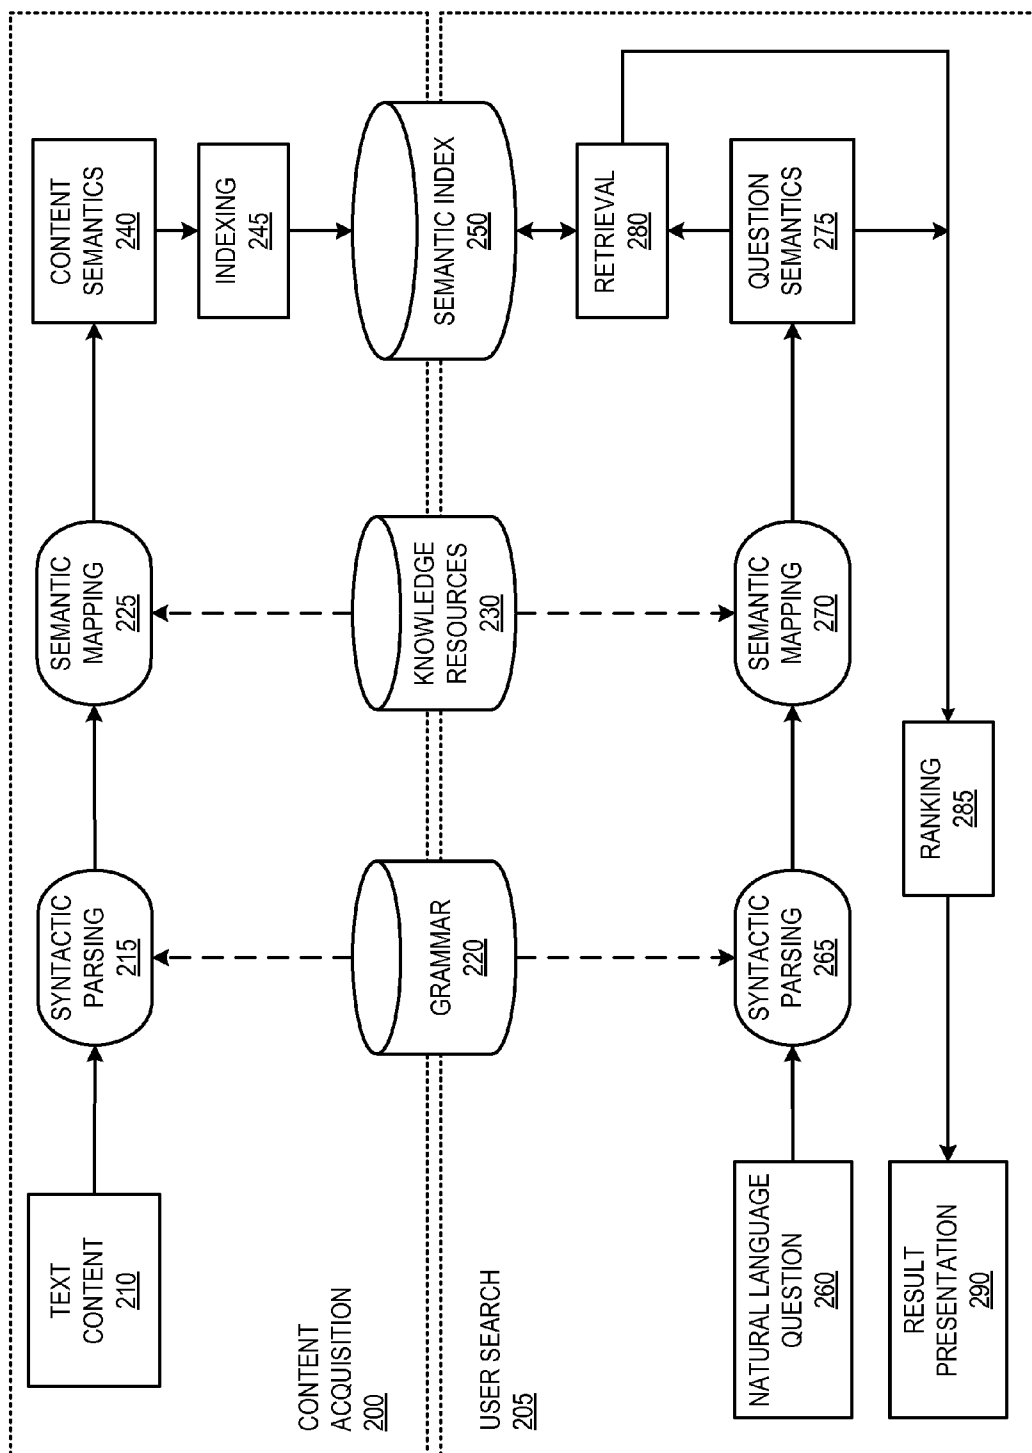 TEXT
CONTENT
210
SYNTACTIC
PARSING
215
SEMANTIC
MAPPING
225
CONTENT
SEMANTICS
240
INDEXING
245
CONTENT
ACQUISITION
200
GRAMMAR
220
KNOWLEDGE
RESOURCES
230
SEMANTIC INDEX
250
USER SEARCH
205
RETRIEVAL
280
NATURAL LANGUAGE
QUESTION
260
SYNTACTIC
PARSING
265
SEMANTIC
MAPPING
270
QUESTION
SEMANTICS
275
RESULT
PRESENTATION
290
RANKING
285